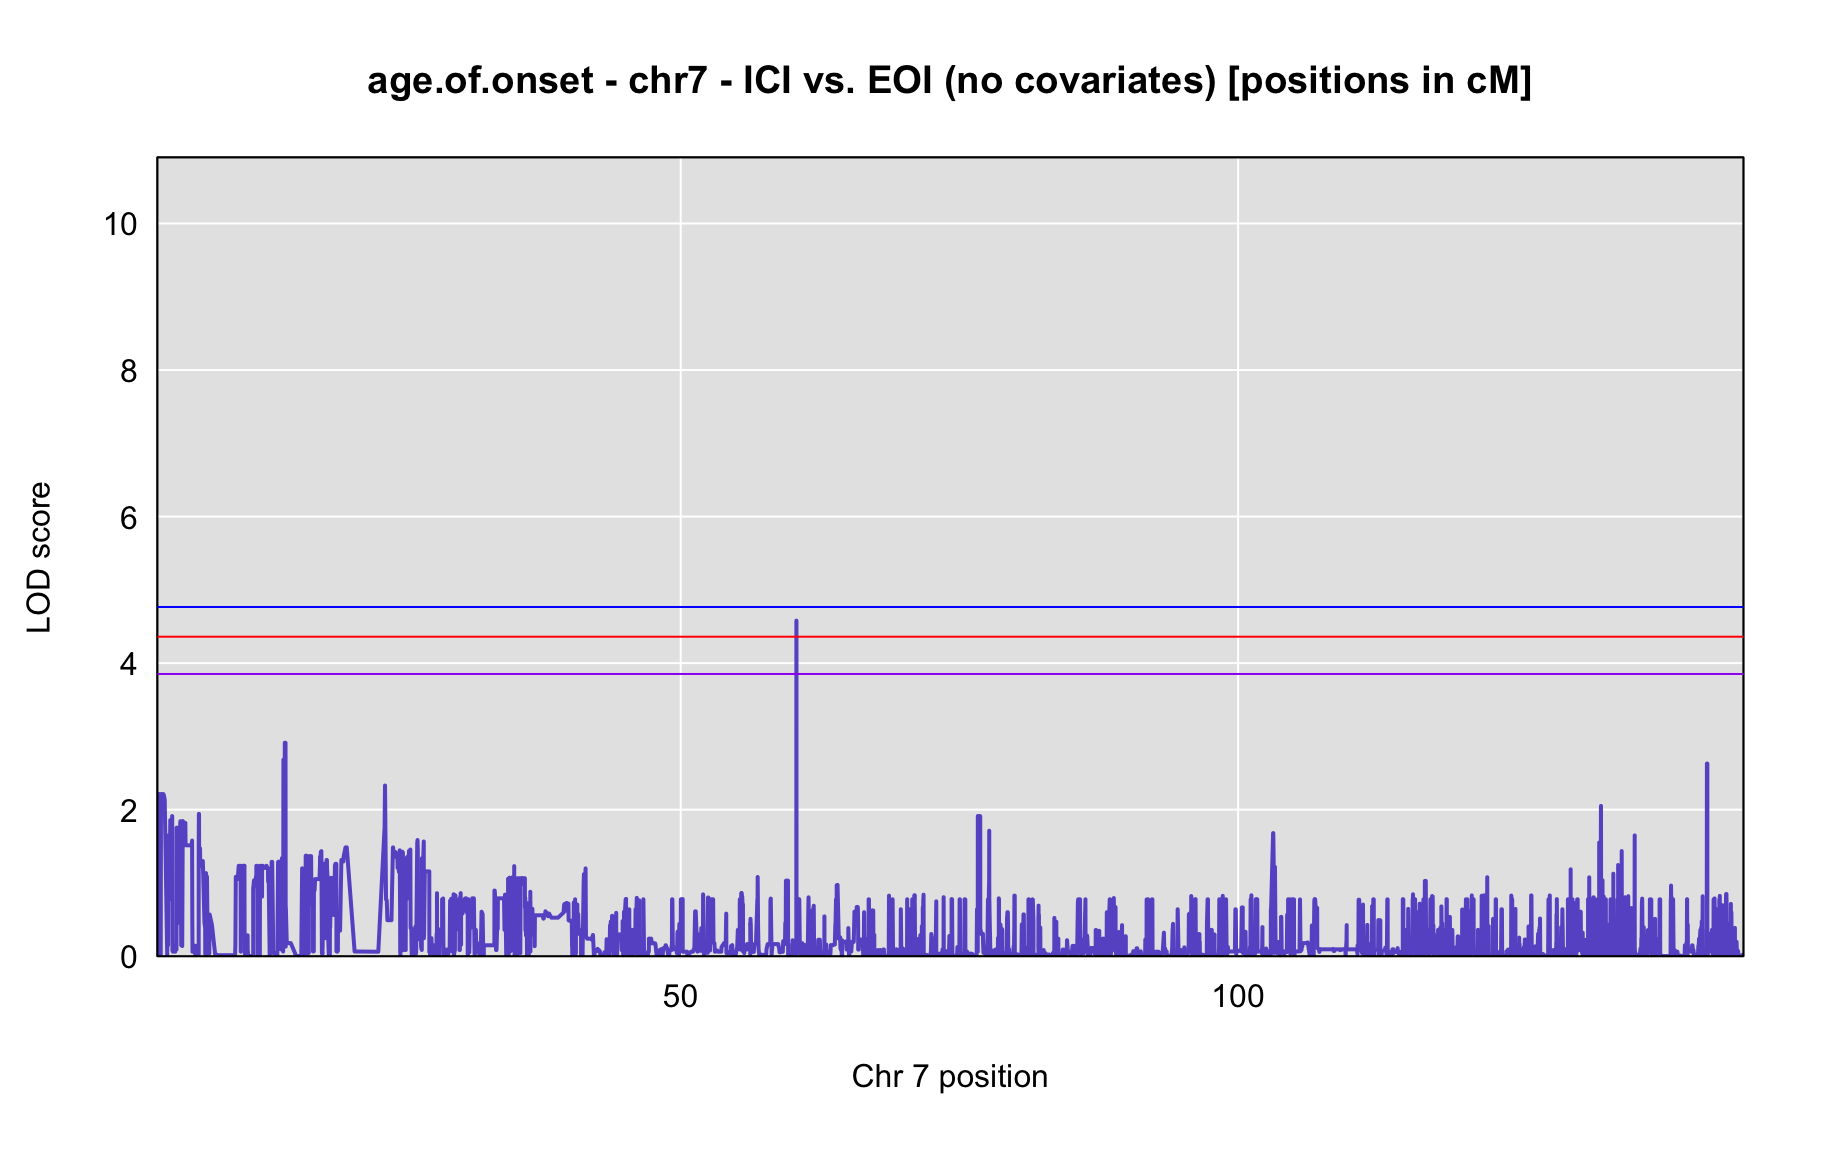 age.of.onset - chr7 - ICI vs. EOI (no covariates) [positions in cM]
10
8
6
4
2
0
LOD score
50 100
Chr 7 position